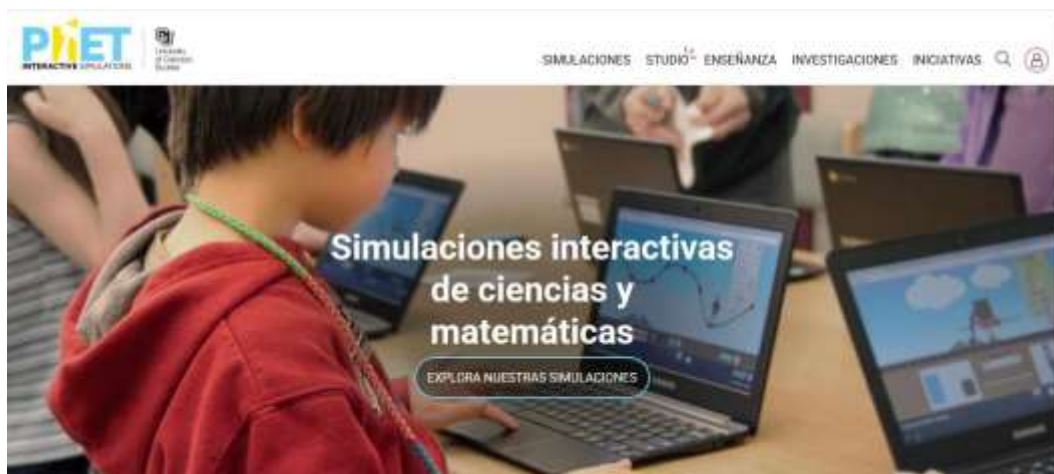 PhET
INTERACTIVE SIMULATIONS
SIMULACIONES STUDIO ENSEÑANZA INVESTIGACIONES INICIATIVAS
Simulaciones interactivas
de ciencias y
matemáticas
EXPLORA NUESTRAS SIMULACIONES